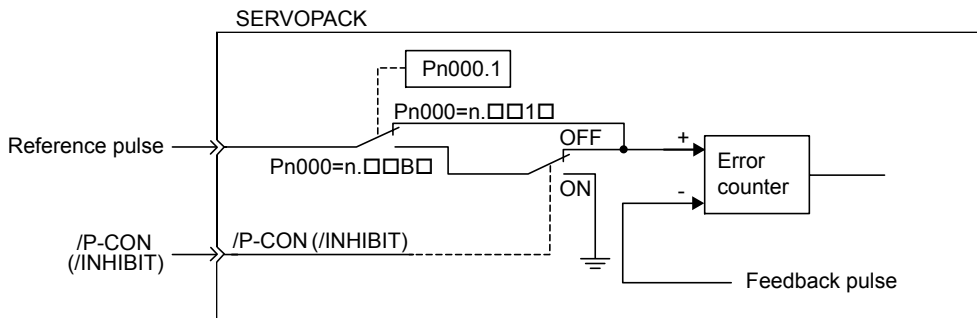 SERVOPACK
Pn000.1
Pn000=n.□□1□
Reference pulse
OFF
+
Pn000=n.□□B□
Error
counter
ON
-
/P-CON
(/INHIBIT)
/P-CON (/INHIBIT)
Feedback pulse